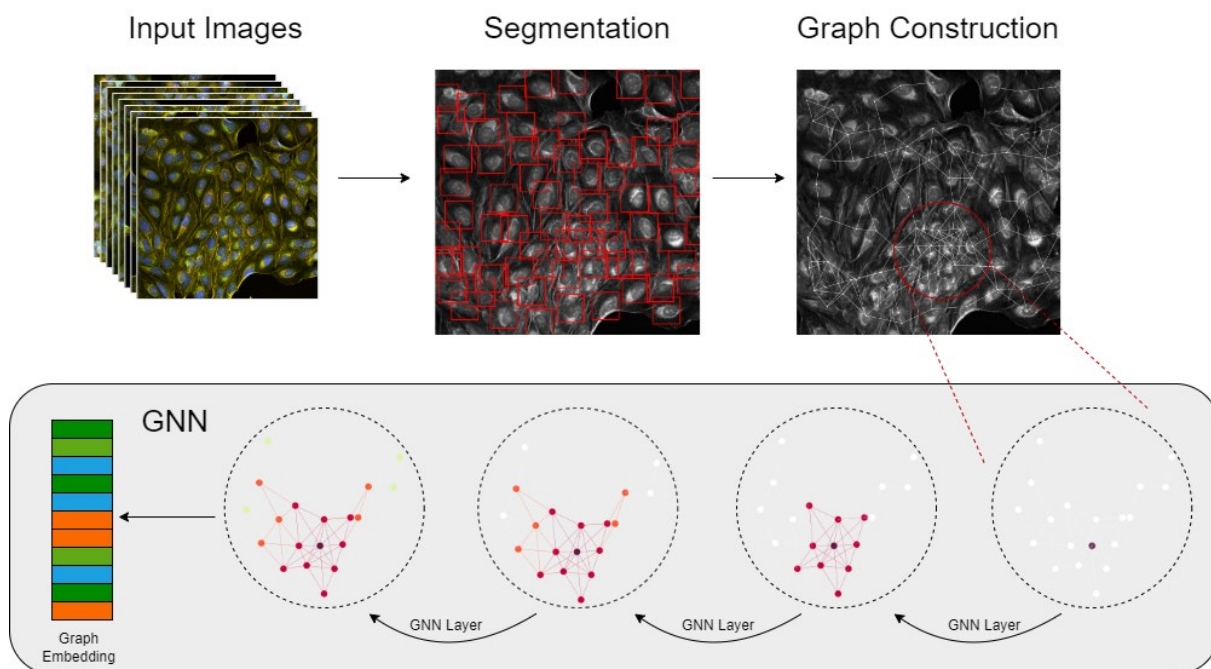 Input Images
Segmentation
Graph Construction
GNN
GNN Layer
GNN Layer
GNN Layer
Graph
Embedding